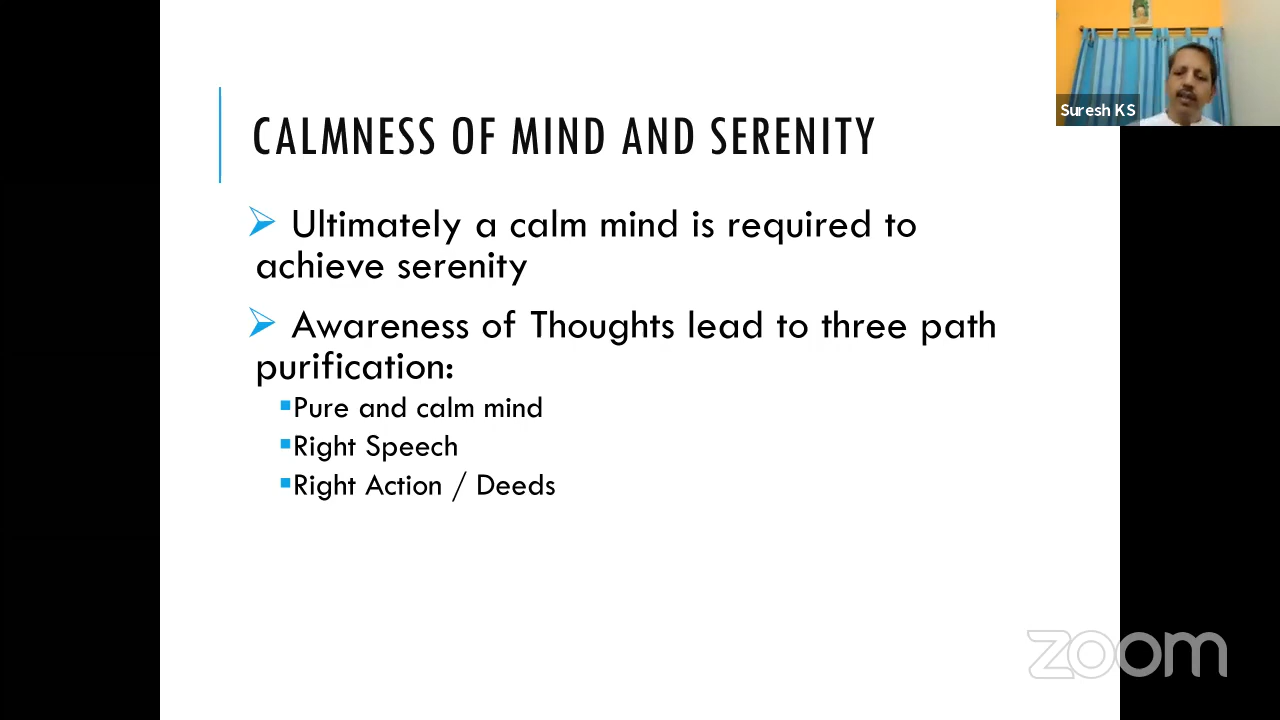 Suresh KS
CALMNESS OF MIND AND SERENITY
Ultimately a calm mind is required to
achieve serenity
Awareness of Thoughts lead to three path
purification:
Pure and calm mind
Right Speech
Right Action / Deeds
zoom